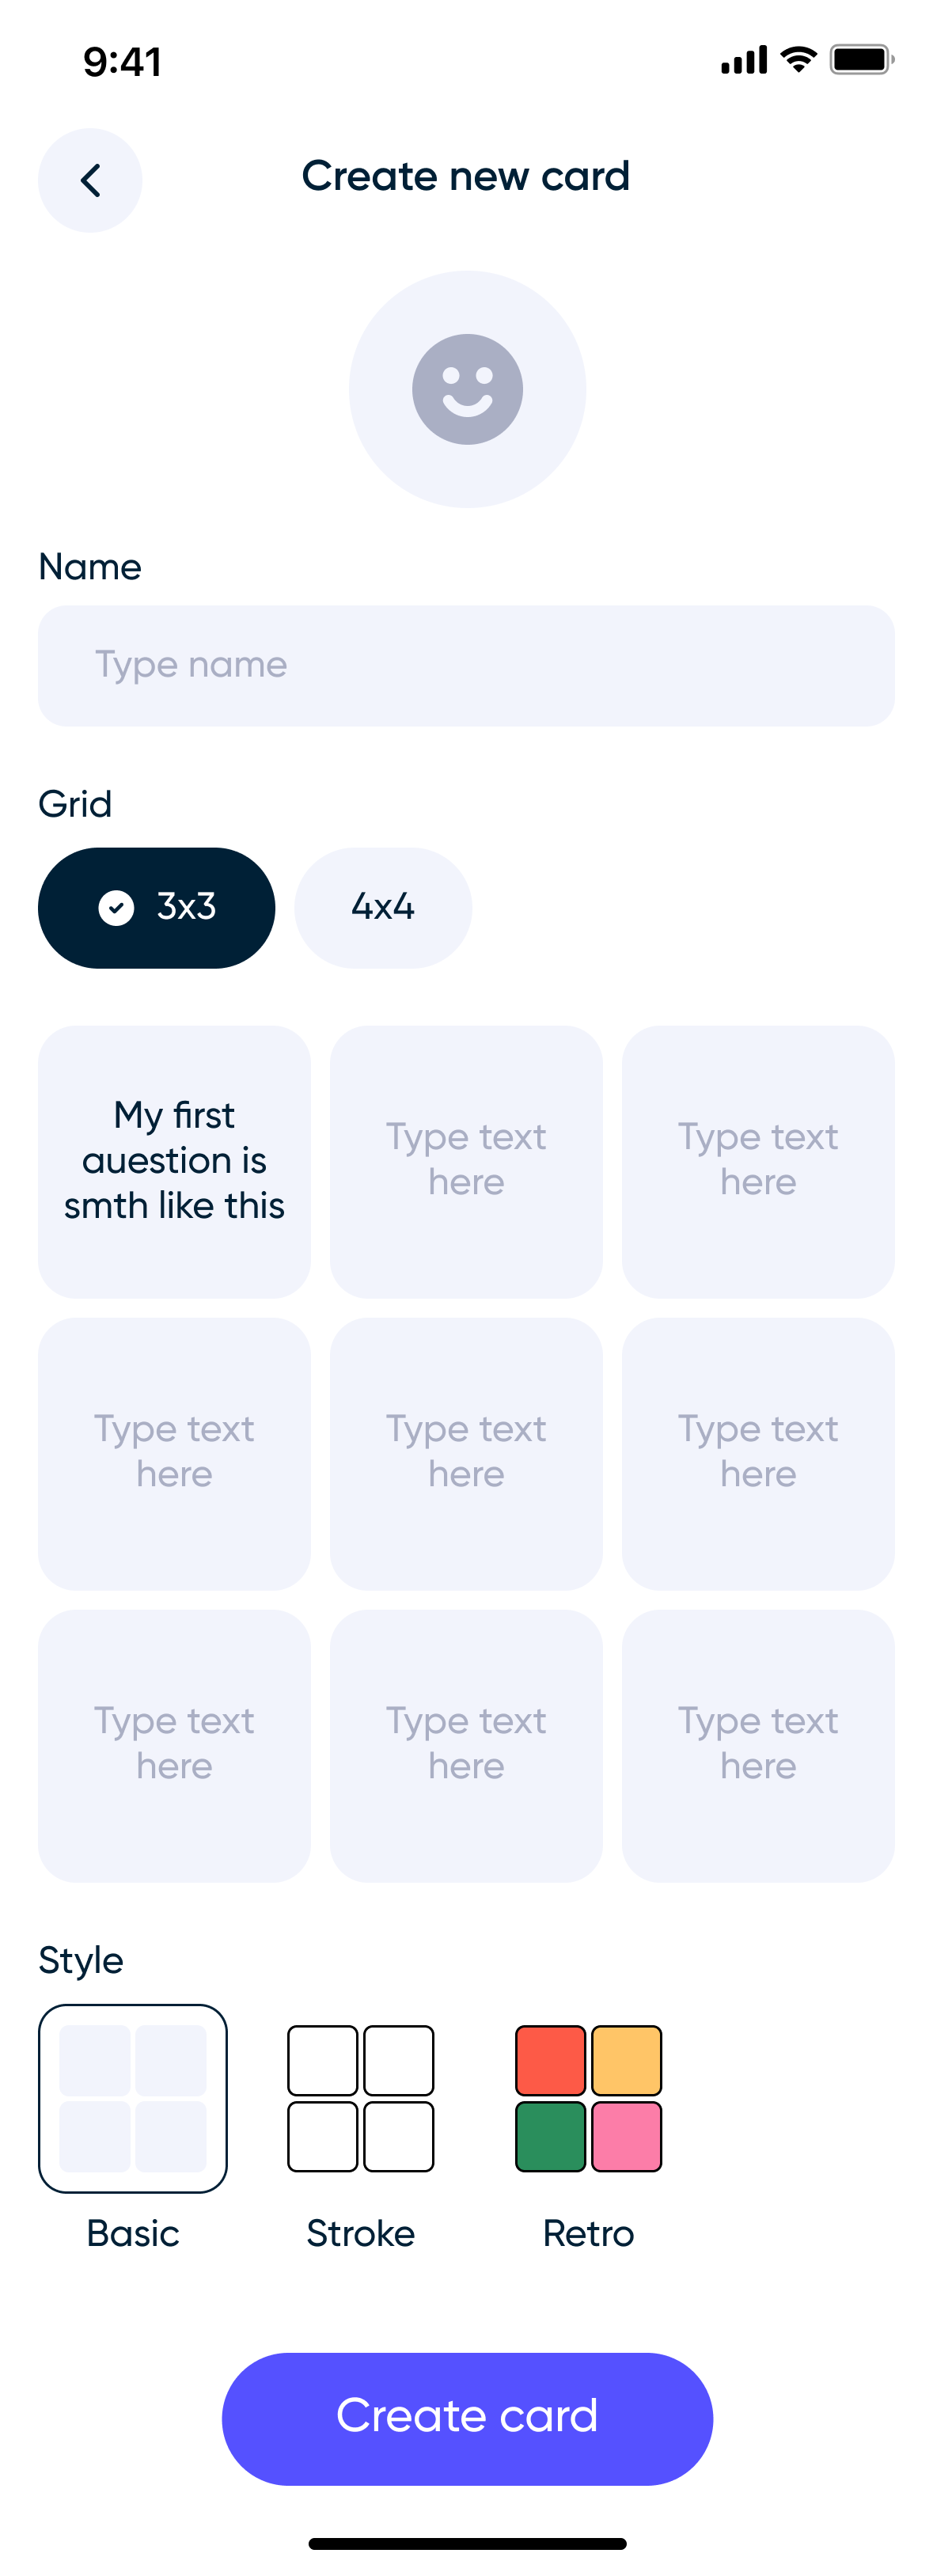 9:41
Create new card
Name
Type name
Grid
3x3
4x4
My first
auestion is
smth like this
Type text
here
Type text
here
Type text
here
Type text
here
Type text
here
Type text
here
Type text
here
Type text
here
Style
Basic
Stroke
Retro
Create card